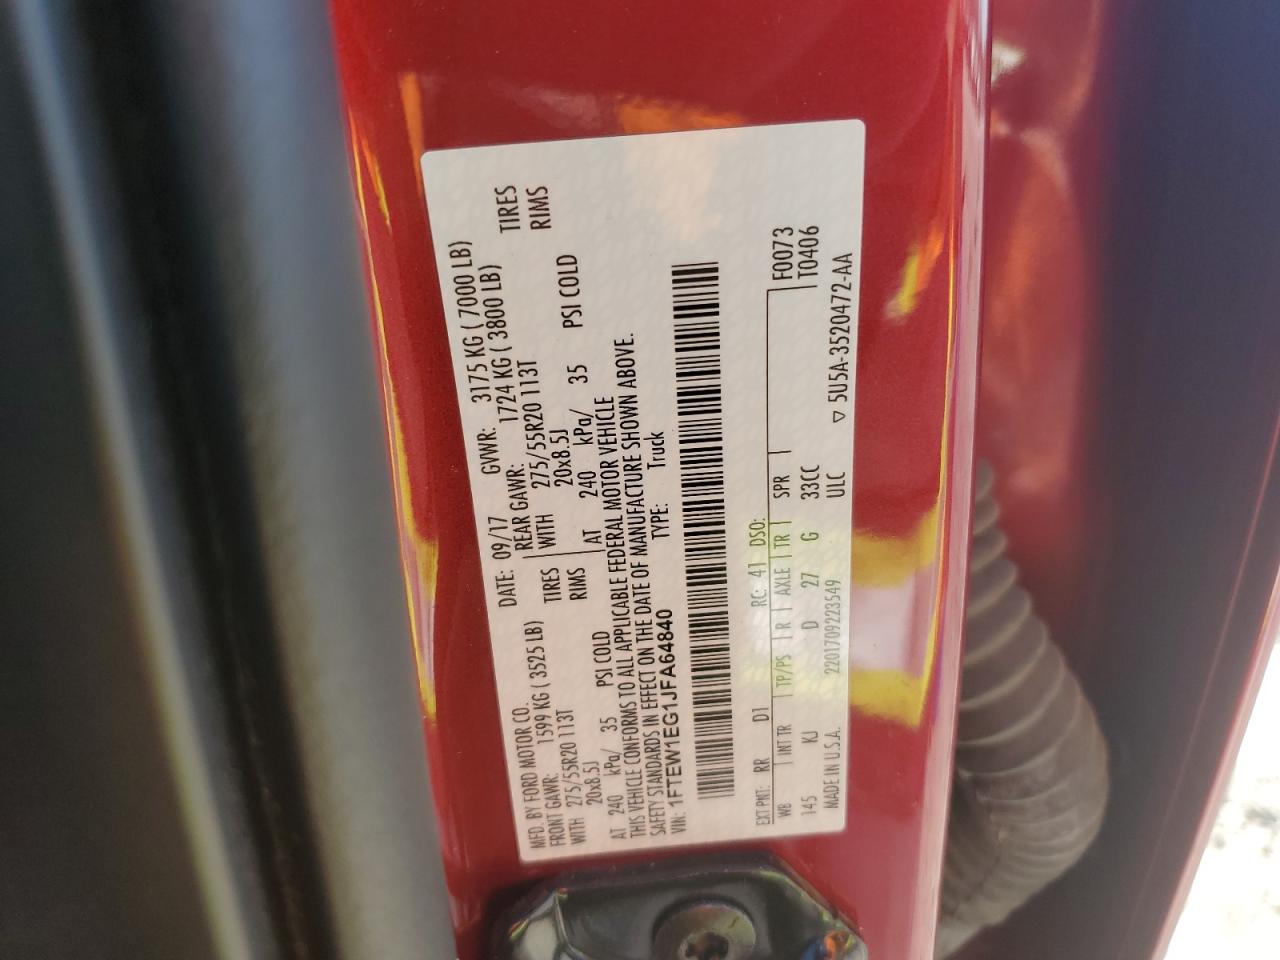 MFD. BY FORD MOTOR CO. DATE: 09/17 GVWR: 3175 KG ( 7000 LB)
FRONT GAWR: 1599 KG ( 3525 LB) REAR GAWR: 1724 KG ( 3800 LB)
WITH 275/55R20 113T TIRES WITH 275/55R20 113T TIRES
20x8.5J RIMS 20x8.5J RIMS
AT 240 kPa/ 35 PSI COLD AT 240 kPa/ 35 PSI COLD
THIS VEHICLE CONFORMS TO ALL APPLICABLE FEDERAL MOTOR VEHICLE
SAFETY STANDARDS IN EFFECT ON THE DATE OF MANUFACTURE SHOWN ABOVE.
VIN: 1FTEW1EG1JFA64840 TYPE: Truck
EXT PNT: RR D1 RC: 41 DSO: F0073
WB INT TR TP/PS R AXLE TR SPR T0406
145 KJ D 27 G 33CC
MADE IN U.S.A. 2201709223549 ULC ▽ 5U5A-3520472-AA